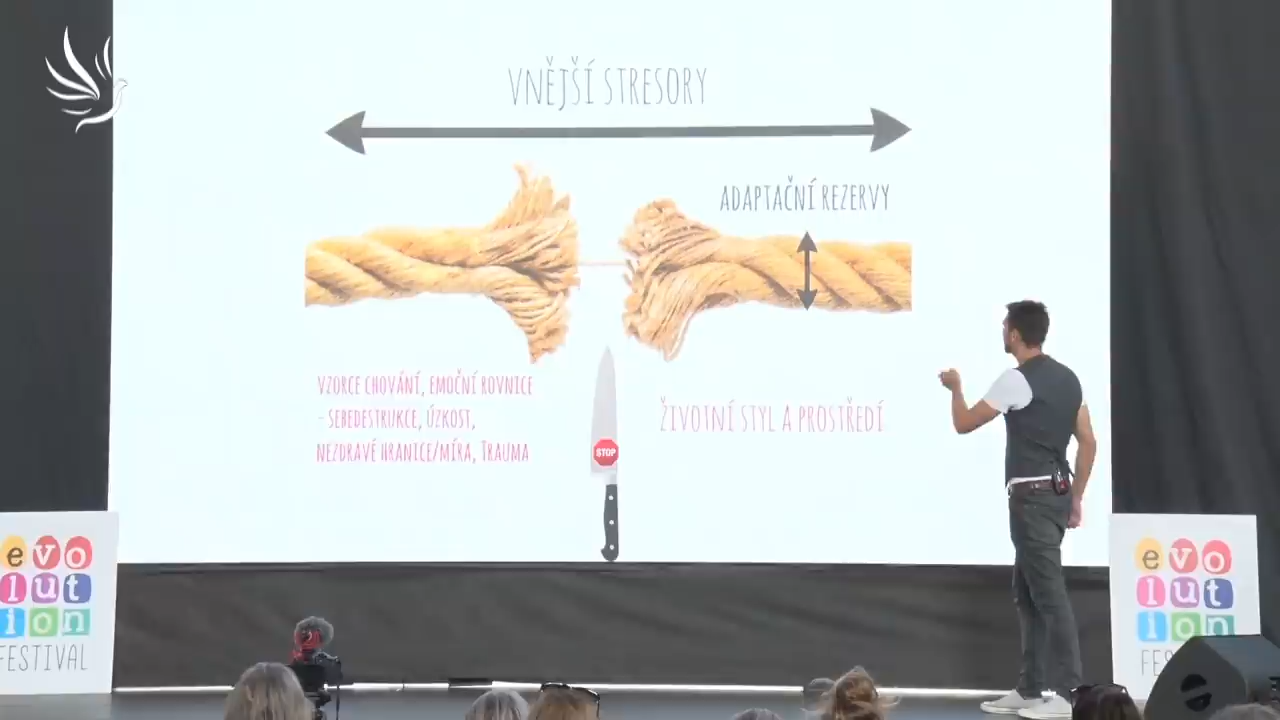 VNĚJŠÍ STRESORY
ADAPTAČNÍ REZERVY
VZORCE CHOVÁNÍ, EMOČNÍ ROVNICE
- SEBEDESTRUKCE, ÚZKOST,
NEZDRAVÉ HRANICE/MÍRA, TRAUMA
STOP
ŽIVOTNÍ STYL A PROSTŘEDÍ
evo
lut
ion
FESTIVAL
evo
lut
ion
FES